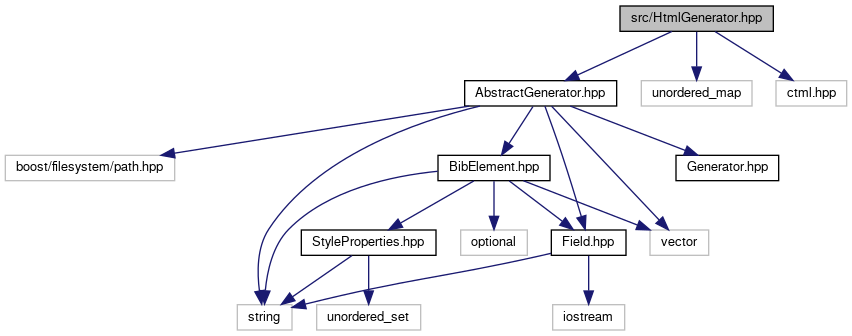 src/HtmlGenerator.hpp
AbstractGenerator.hpp
unordered_map
ctml.hpp
boost/filesystem/path.hpp
BibElement.hpp
Generator.hpp
StyleProperties.hpp
optional
Field.hpp
vector
string
unordered_set
iostream